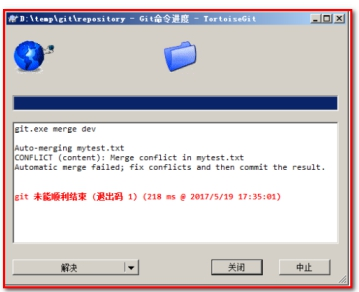 D:\temp\git\repository - Git命令进度 - TortoiseGit
git.exe merge dev
Auto-merging mytest.txt
CONFLICT (content): Merge conflict in mytest.txt
Automatic merge failed; fix conflicts and then commit the result.
git 未能顺利结束 (退出码 1) (218 ms @ 2017/5/19 17:35:01)
解决 关闭 中止